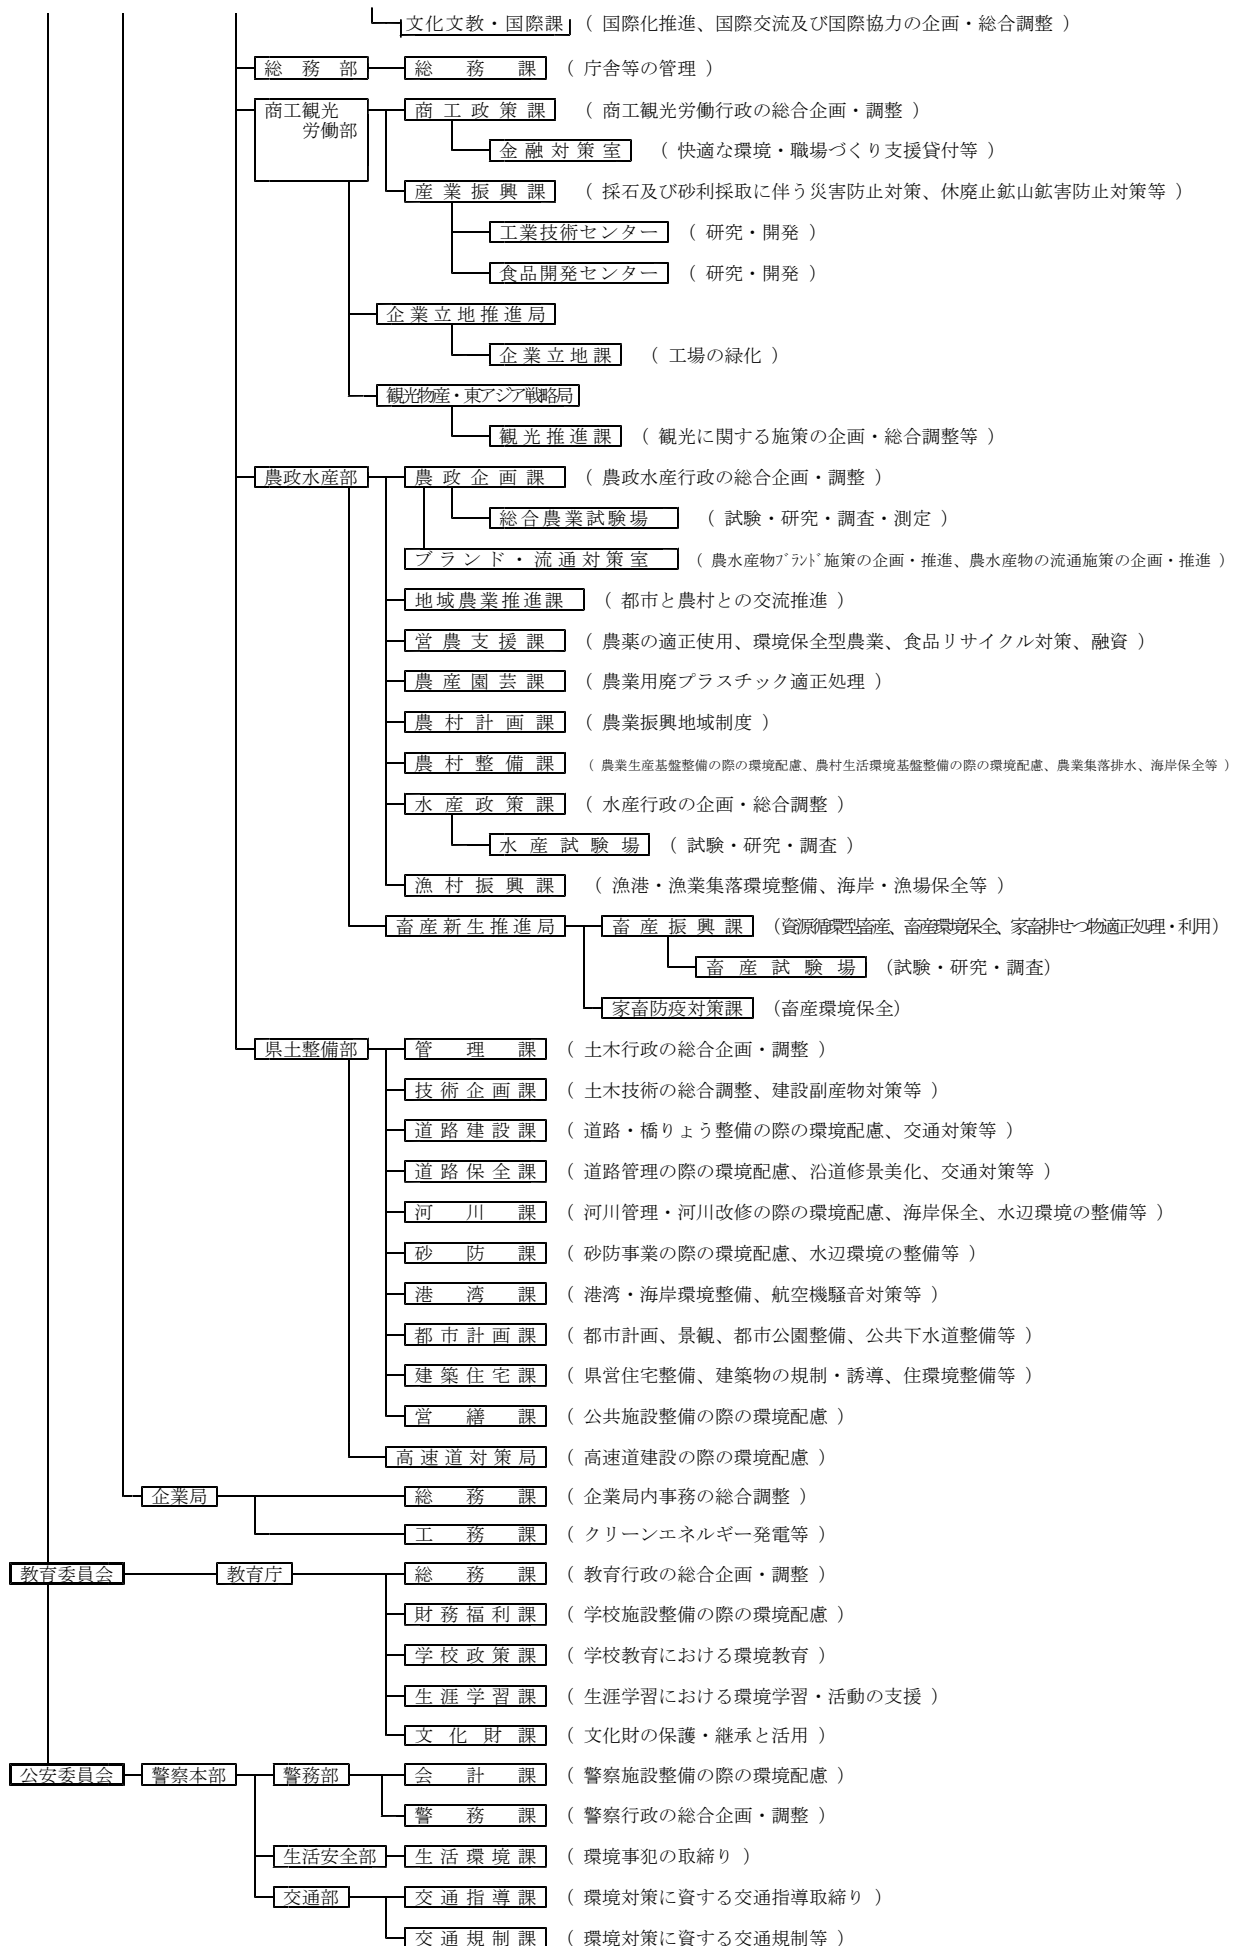 文化文教・国際課 （ 国際化推進、国際交流及び国際協力の企画・総合調整 ）
総務部 総務課 （ 庁舎等の管理 ）
商工観光 商工政策課 （ 商工観光労働行政の総合企画・調整 ）
労働部
金融対策室 （ 快適な環境・職場づくり支援貸付等 ）
産業振興課 （ 採石及び砂利採取に伴う災害防止対策、休廃止鉱山鉱害防止対策等 ）
工業技術センター （ 研究・開発 ）
食品開発センター （ 研究・開発 ）
企業立地推進局
企業立地課 （ 工場の緑化 ）
観光物産・東アジア戦略局
観光推進課 （ 観光に関する施策の企画・総合調整等 ）
農政水産部 農政企画課 （ 農政水産行政の総合企画・調整 ）
総合農業試験場 （ 試験・研究・調査・測定 ）
ブランド・流通対策室 （ 農水産物ﾌﾞﾗﾝﾄﾞ施策の企画・推進、農水産物の流通施策の企画・推進 ）
地域農業推進課 （ 都市と農村との交流推進 ）
営農支援課 （ 農薬の適正使用、環境保全型農業、食品リサイクル対策、融資 ）
農産園芸課 （ 農業用廃プラスチック適正処理 ）
農村計画課 （ 農業振興地域制度 ）
農村整備課 （ 農業生産基盤整備の際の環境配慮、農村生活環境基盤整備の際の環境配慮、農業集落排水、海岸保全等 ）
水産政策課 （ 水産行政の企画・総合調整 ）
水産試験場 （ 試験・研究・調査 ）
漁村振興課 （ 漁港・漁業集落環境整備、海岸・漁場保全等 ）
畜産新生推進局 畜産振興課 （資源循環型畜産、畜産環境保全、家畜排せつ物適正処理・利用）
畜産試験場 （試験・研究・調査）
家畜防疫対策課 （畜産環境保全）
県土整備部 管理課 （ 土木行政の総合企画・調整 ）
技術企画課 （ 土木技術の総合調整、建設副産物対策等 ）
道路建設課 （ 道路・橋りょう整備の際の環境配慮、交通対策等 ）
道路保全課 （ 道路管理の際の環境配慮、沿道修景美化、交通対策等 ）
河川課 （ 河川管理・河川改修の際の環境配慮、海岸保全、水辺環境の整備等 ）
砂防課 （ 砂防事業の際の環境配慮、水辺環境の整備等 ）
港湾課 （ 港湾・海岸環境整備、航空機騒音対策等 ）
都市計画課 （ 都市計画、景観、都市公園整備、公共下水道整備等 ）
建築住宅課 （ 県営住宅整備、建築物の規制・誘導、住環境整備等 ）
営繕課 （ 公共施設整備の際の環境配慮 ）
高速道対策局 （ 高速道建設の際の環境配慮 ）
企業局 総務課 （ 企業局内事務の総合調整 ）
工務課 （ クリーンエネルギー発電等 ）
教育委員会 教育庁 総務課 （ 教育行政の総合企画・調整 ）
財務福利課 （ 学校施設整備の際の環境配慮 ）
学校政策課 （ 学校教育における環境教育 ）
生涯学習課 （ 生涯学習における環境学習・活動の支援 ）
文化財課 （ 文化財の保護・継承と活用 ）
公安委員会 警察本部 警務部 会計課 （ 警察施設整備の際の環境配慮 ）
警務課 （ 警察行政の総合企画・調整 ）
生活安全部 生活環境課 （ 環境事犯の取締り ）
交通部 交通指導課 （ 環境対策に資する交通指導取締り ）
交通規制課 （ 環境対策に資する交通規制等 ）